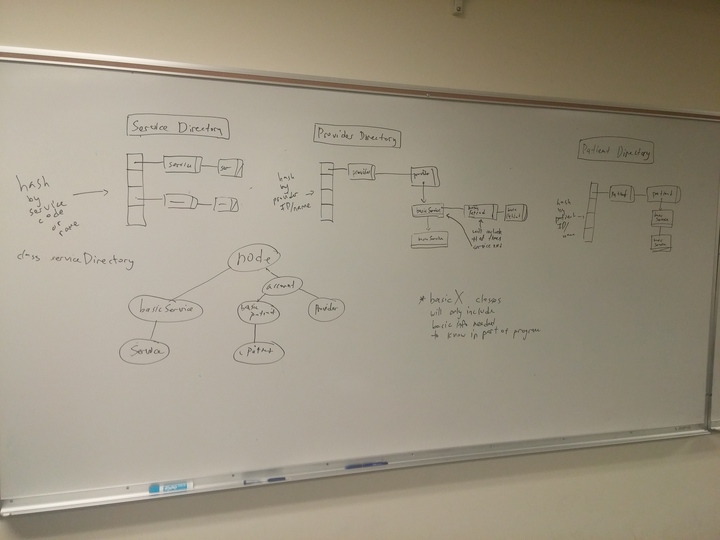 Service Directory
Provider Directory
Patient Directory
hash
by
service
code
or
name
service
ser
hash
by
provider
ID/name
provider
provider
basic Service
basic Service
basic
patient
basic
patient
will include
# of times
service
hash
by
patient
ID/
name
patient
patient
basic
service
basic
service
class serviceDirectory
node
account
basicService
basic
patient
Provider
Service
patient
* basicX classes
will only include
basic info needed
to know in part of program